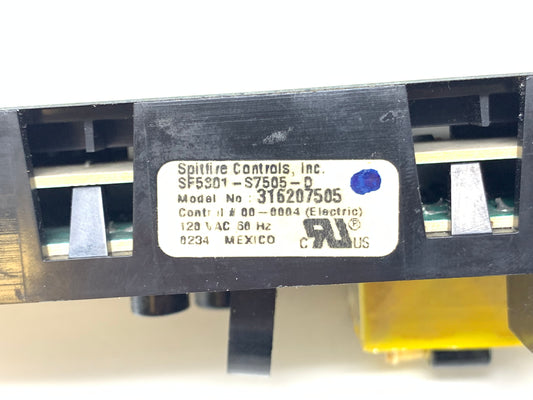 Spitfire Controls, Inc.
SF5301-S7505-D
Model No: 316207505
Control # 00-0004 (Electric)
120 VAC 60 Hz
0234 MEXICO
C RU ® US